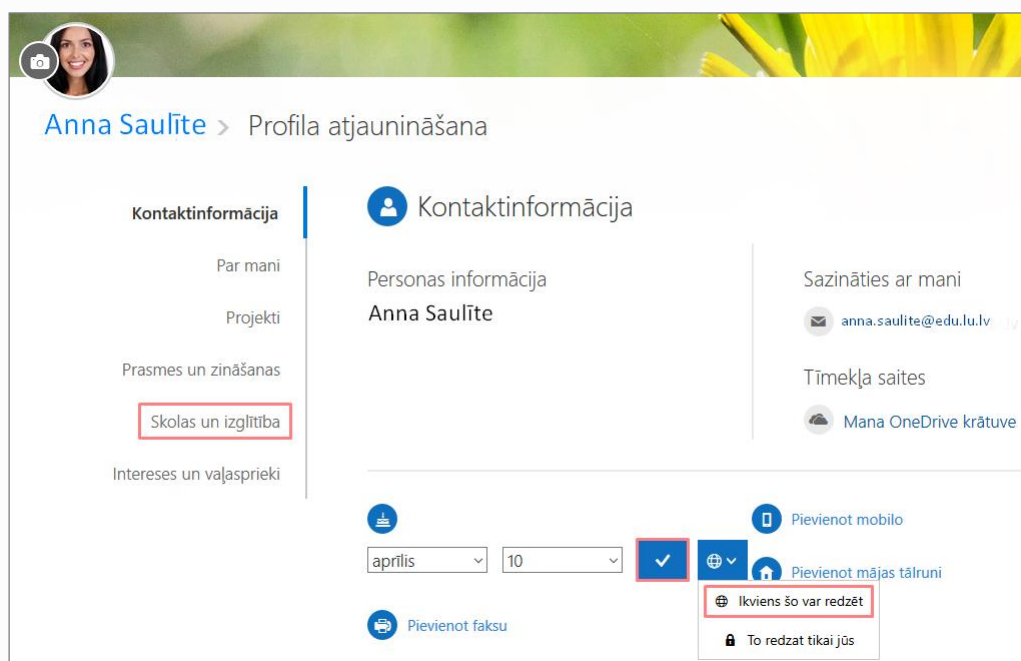 Anna Saulīte > Profila atjaunināšana
Kontaktinformācija
Par mani
Projekti
Prasmes un zināšanas
Skolas un izglītība
Intereses un vaļasprieki
Kontaktinformācija
Personas informācija
Anna Saulīte
Sazināties ar mani
anna.saulite@edu.lu.lv
Tīmekļa saites
Mana OneDrive krātuve
aprīlis
10
Pievienot mobilo
Pievienot mājas tālruni
Ikviens šo var redzēt
To redzat tikai jūs
Pievienot faksu